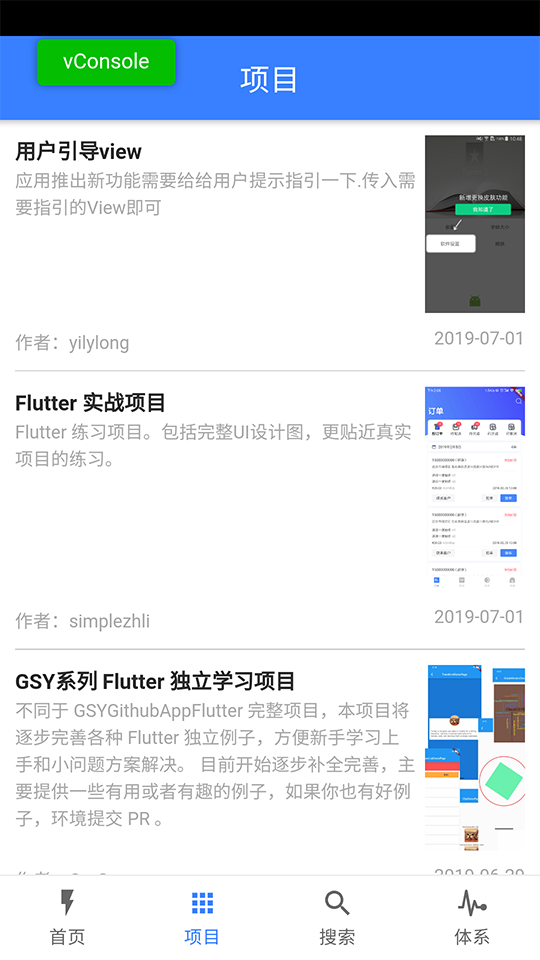 vConsole
项目
用户引导view
应用推出新功能需要给给用户提示指引一下.传入需
要指引的View即可
新增更换皮肤功能
我知道了
软件设置
作者：yilylong
2019-07-01
Flutter 实战项目
Flutter 练习项目。包括完整UI设计图，更贴近真实
项目的练习。
订单
作者：simplezhli
2019-07-01
GSY系列 Flutter 独立学习项目
不同于 GSYGithubAppFlutter 完整项目，本项目将
逐步完善各种 Flutter 独立例子，方便新手学习上
手和小问题方案解决。 目前开始逐步补全完善，主
要提供一些有用或者有趣的例子，如果你也有好例
子，环境提交 PR 。
首页
项目
搜索
体系